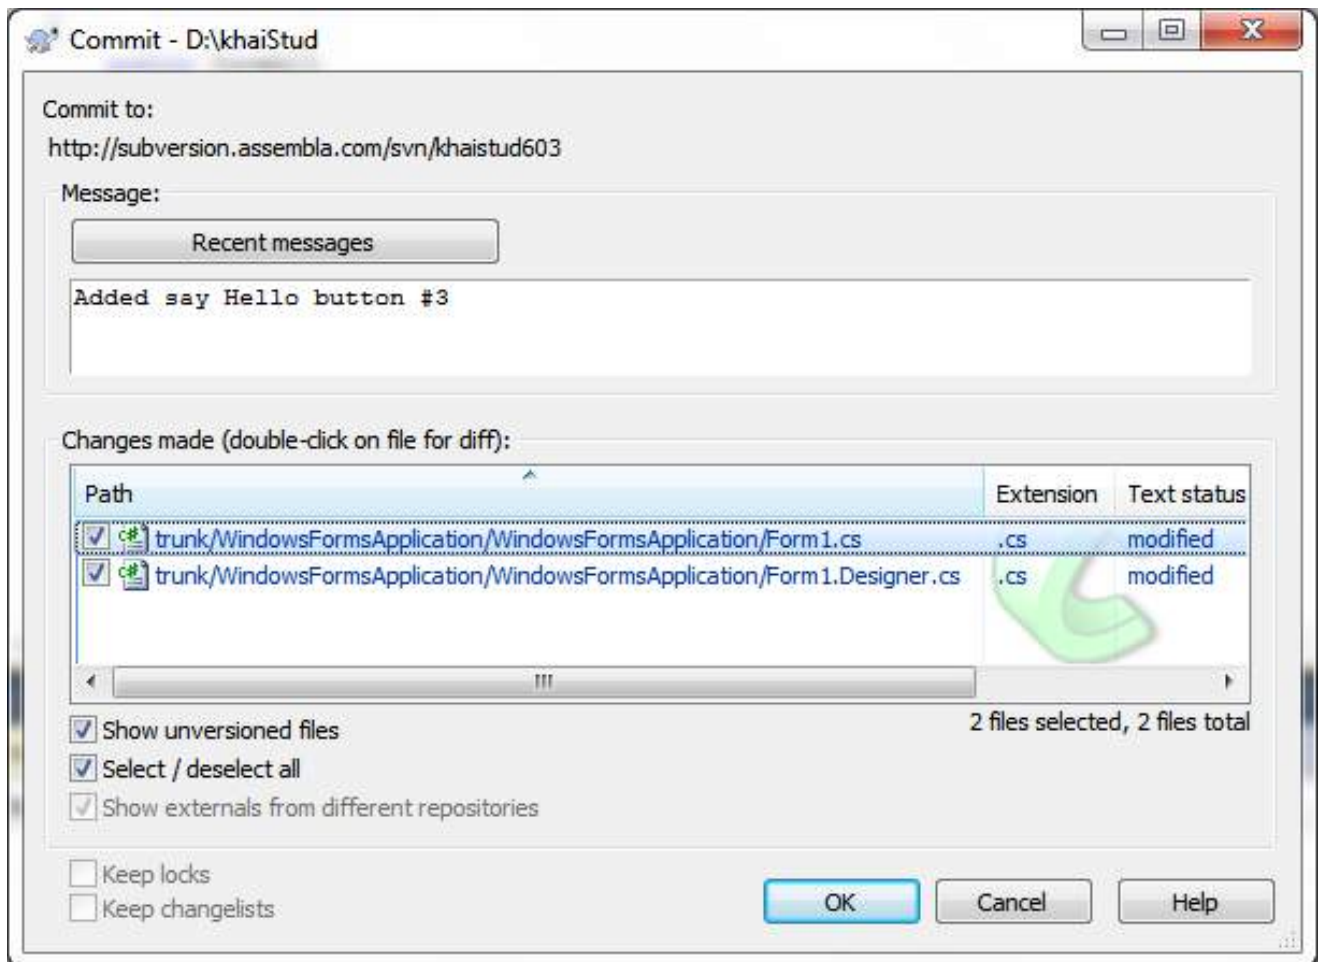 Commit - D:\khaiStud
Commit to:
http://subversion.assembla.com/svn/khaistud603
Message:
Recent messages
Added say Hello button #3
Changes made (double-click on file for diff):
Path Extension Text status
trunk/WindowsFormsApplication/WindowsFormsApplication/Form1.cs .cs modified
trunk/WindowsFormsApplication/WindowsFormsApplication/Form1.Designer.cs .cs modified
2 files selected, 2 files total
Show unversioned files
Select / deselect all
Show externals from different repositories
Keep locks
Keep changelists
OK Cancel Help